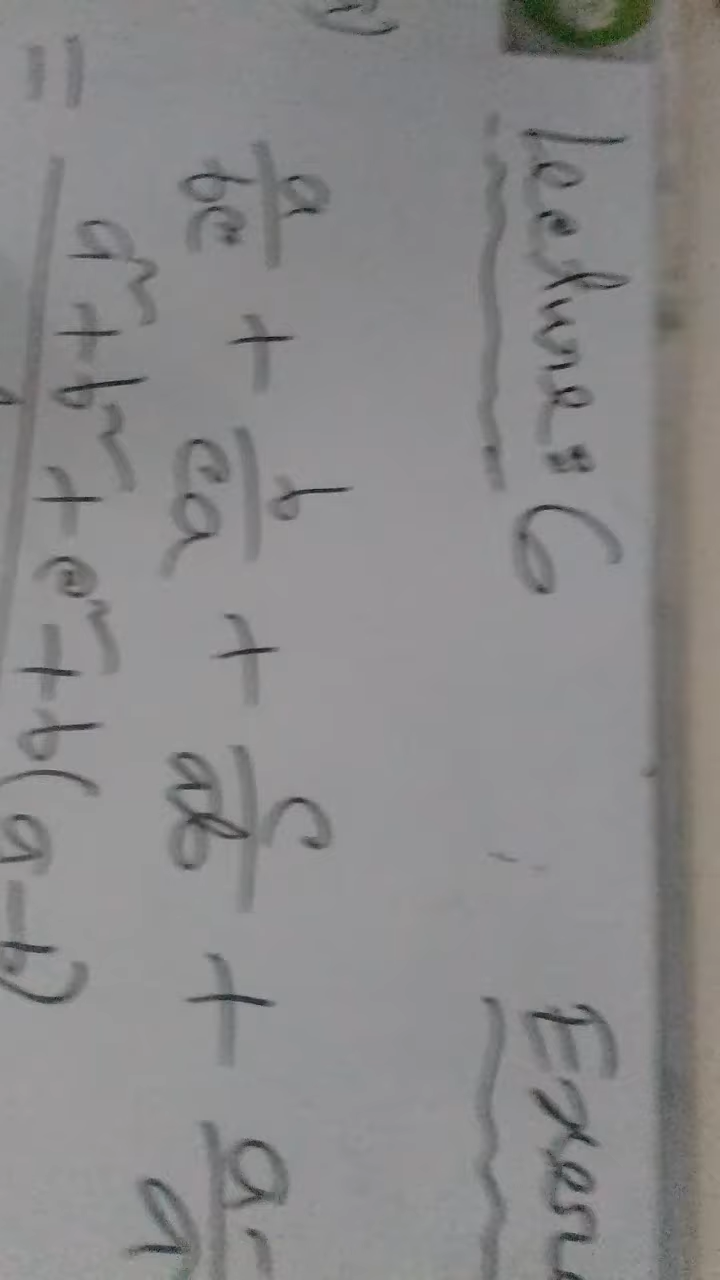 Lecture: 6 Exer
a/bc + b/ca + c/ab + a-
= a² + b² + c² + b(a-b)